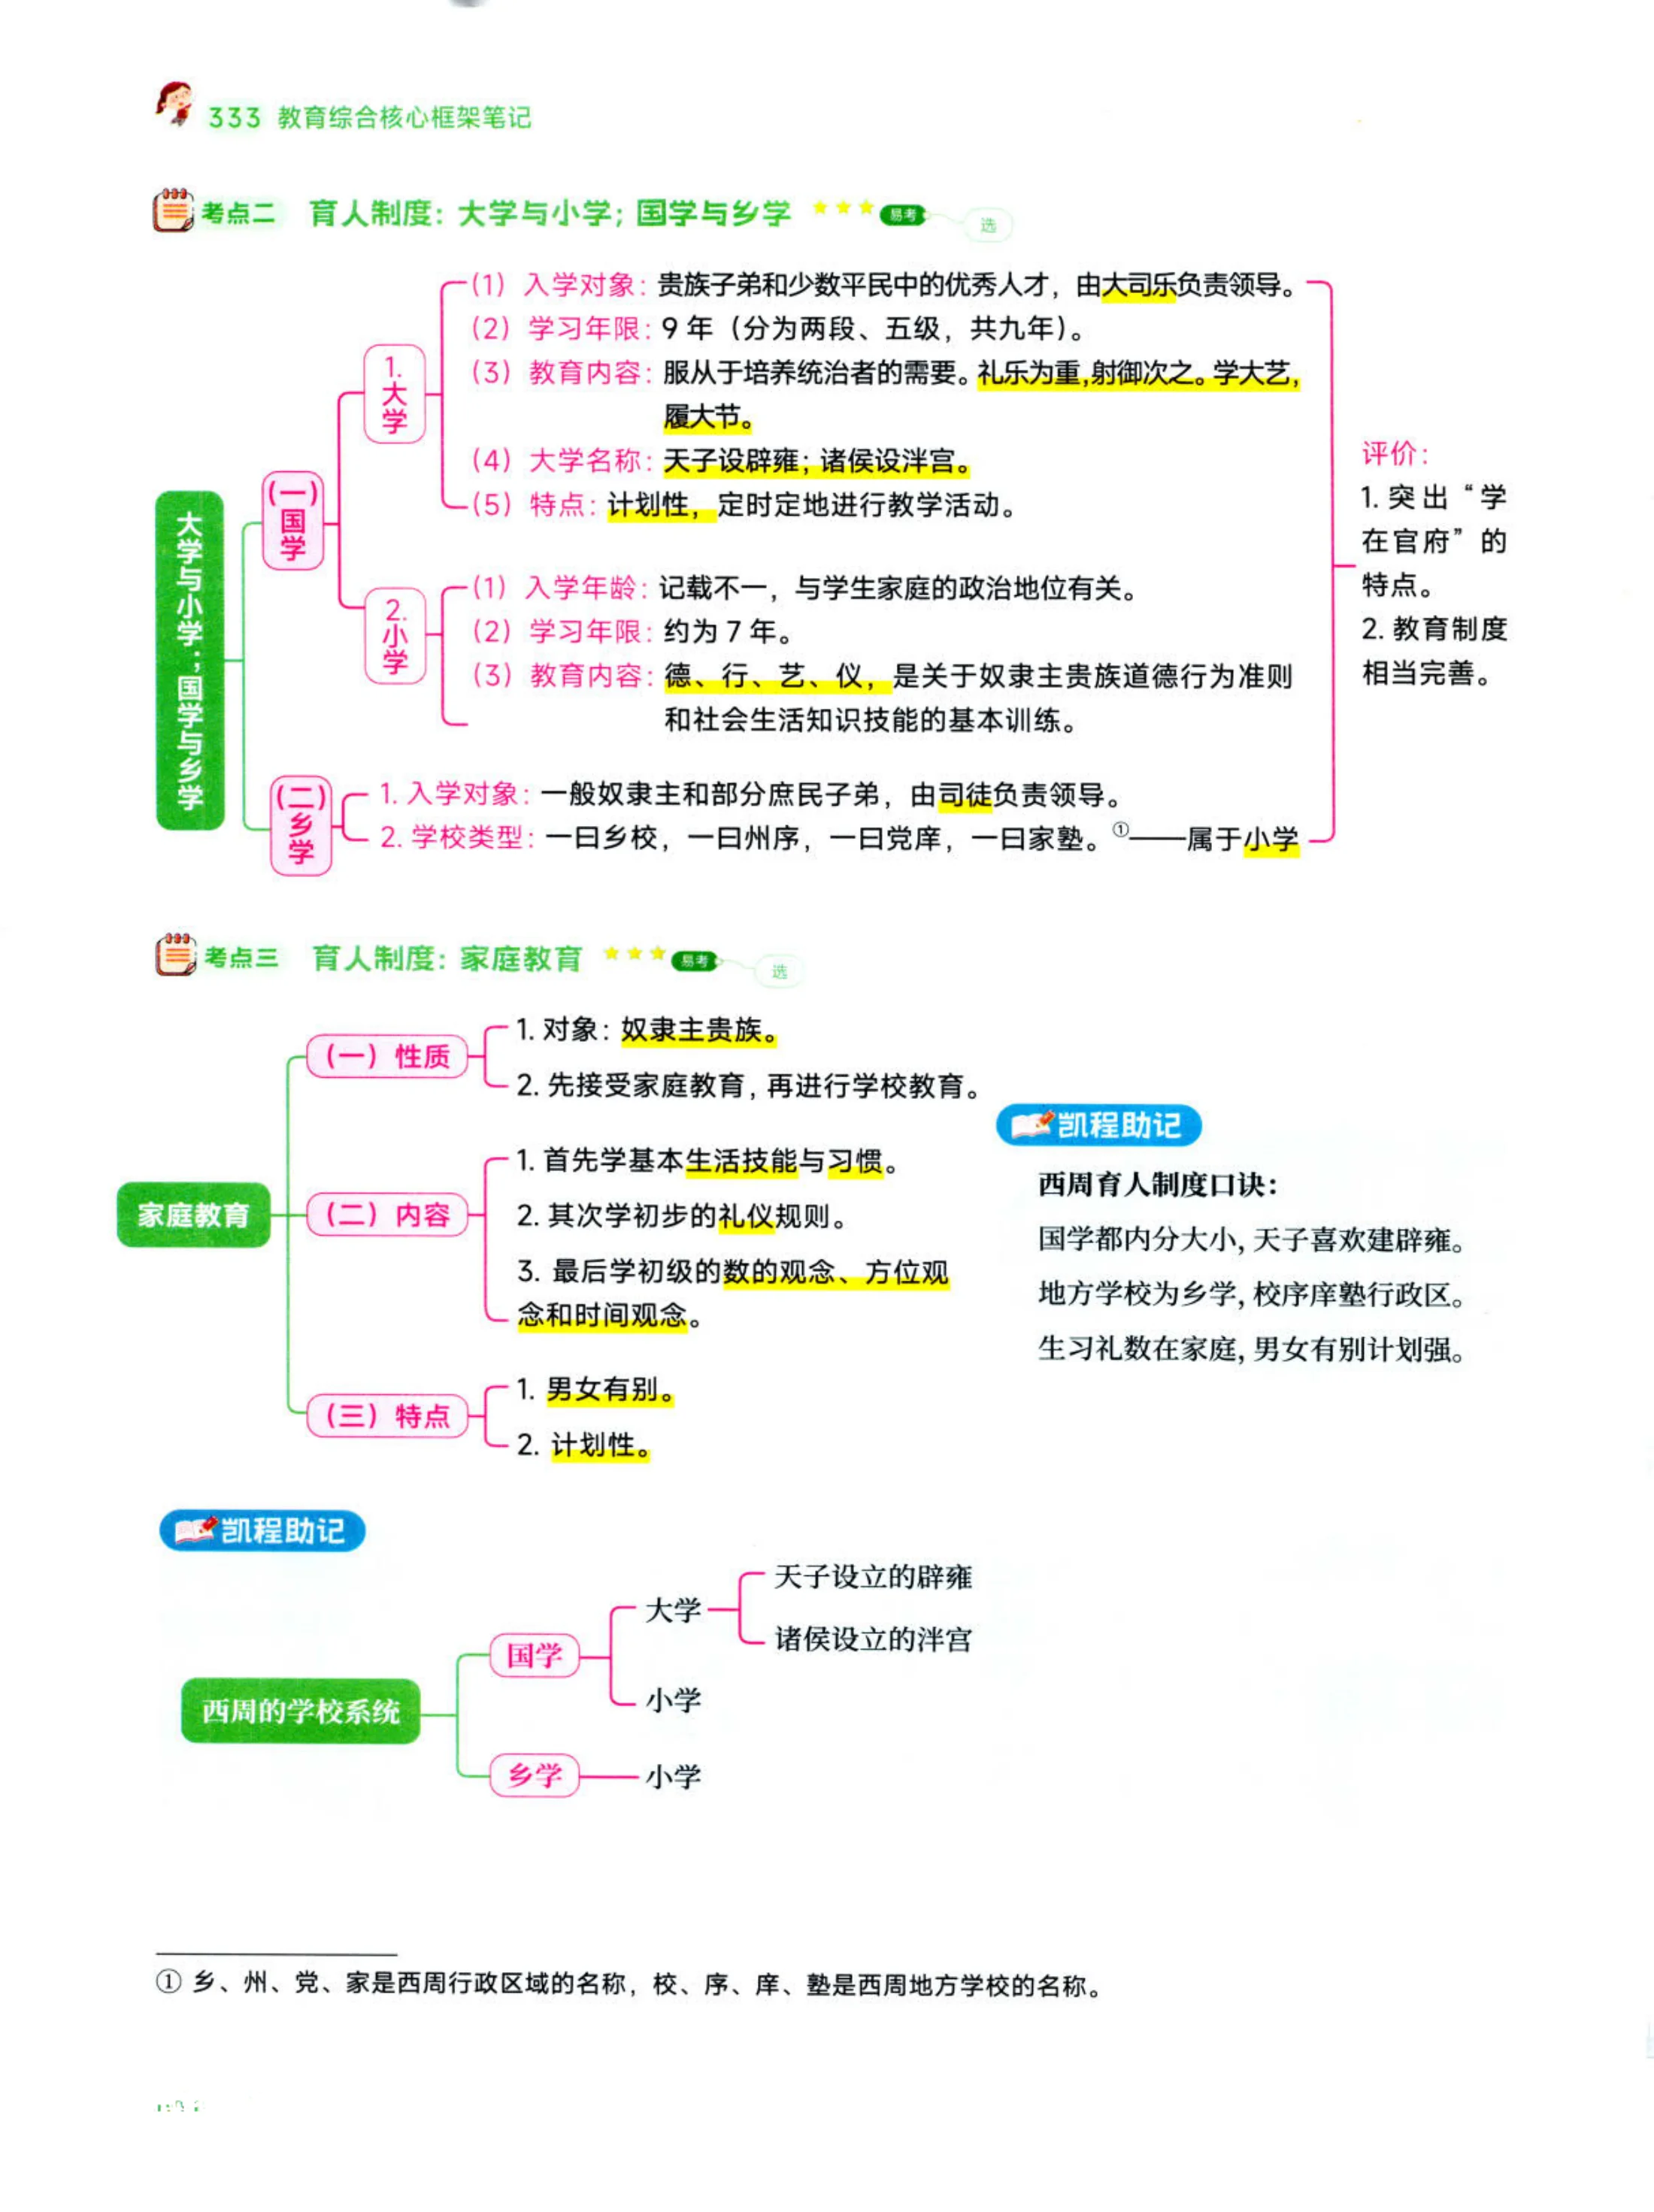 333 教育综合核心框架笔记
考点二 育人制度：大学与小学；国学与乡学 易考 选
大学与小学；国学与乡学
(一)国学
1.大学
(1) 入学对象：贵族子弟和少数平民中的优秀人才，由大司乐负责领导。
(2) 学习年限：9 年（分为两段、五级，共九年）。
(3) 教育内容：服从于培养统治者的需要。礼乐为重,射御次之。学大艺,
履大节。
(4) 大学名称：天子设辟雍；诸侯设泮宫。
(5) 特点：计划性，定时定地进行教学活动。
2.小学
(1) 入学年龄：记载不一，与学生家庭的政治地位有关。
(2) 学习年限：约为 7 年。
(3) 教育内容：德、行、艺、仪，是关于奴隶主贵族道德行为准则
和社会生活知识技能的基本训练。
(二)乡学
1. 入学对象：一般奴隶主和部分庶民子弟，由司徒负责领导。
2. 学校类型：一曰乡校，一曰州序，一曰党庠，一曰家塾。①——属于小学
评价：
1. 突出“学
在官府”的
特点。
2. 教育制度
相当完善。
考点三 育人制度：家庭教育 易考 选
家庭教育
（一）性质
1. 对象：奴隶主贵族。
2. 先接受家庭教育，再进行学校教育。
（二）内容
1. 首先学基本生活技能与习惯。
2. 其次学初步的礼仪规则。
3. 最后学初级的数的观念、方位观
念和时间观念。
（三）特点
1. 男女有别。
2. 计划性。
凯程助记
西周育人制度口诀：
国学都内分大小，天子喜欢建辟雍。
地方学校为乡学，校序庠塾行政区。
生习礼数在家庭，男女有别计划强。
凯程助记
西周的学校系统
国学
大学
天子设立的辟雍
诸侯设立的泮宫
小学
乡学
小学
① 乡、州、党、家是西周行政区域的名称，校、序、庠、塾是西周地方学校的名称。